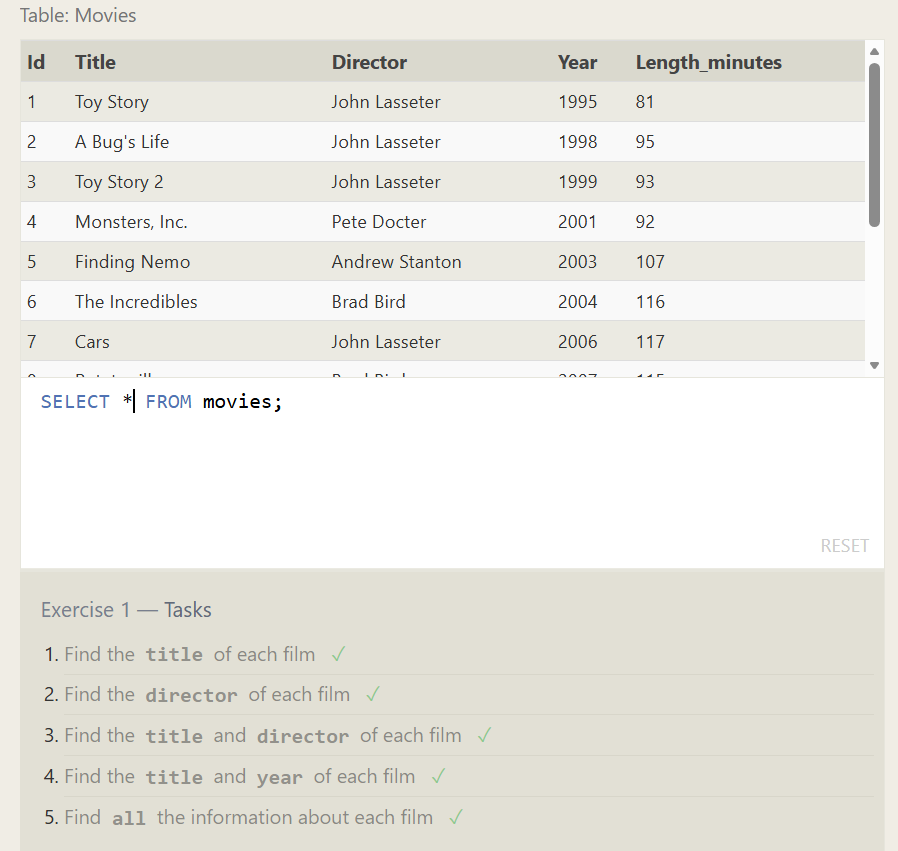 Table: Movies
Id Title Director Year Length_minutes
1 Toy Story John Lasseter 1995 81
2 A Bug's Life John Lasseter 1998 95
3 Toy Story 2 John Lasseter 1999 93
4 Monsters, Inc. Pete Docter 2001 92
5 Finding Nemo Andrew Stanton 2003 107
6 The Incredibles Brad Bird 2004 116
7 Cars John Lasseter 2006 117
SELECT * FROM movies;
RESET
Exercise 1 — Tasks
1. Find the title of each film ✓
2. Find the director of each film ✓
3. Find the title and director of each film ✓
4. Find the title and year of each film ✓
5. Find all the information about each film ✓